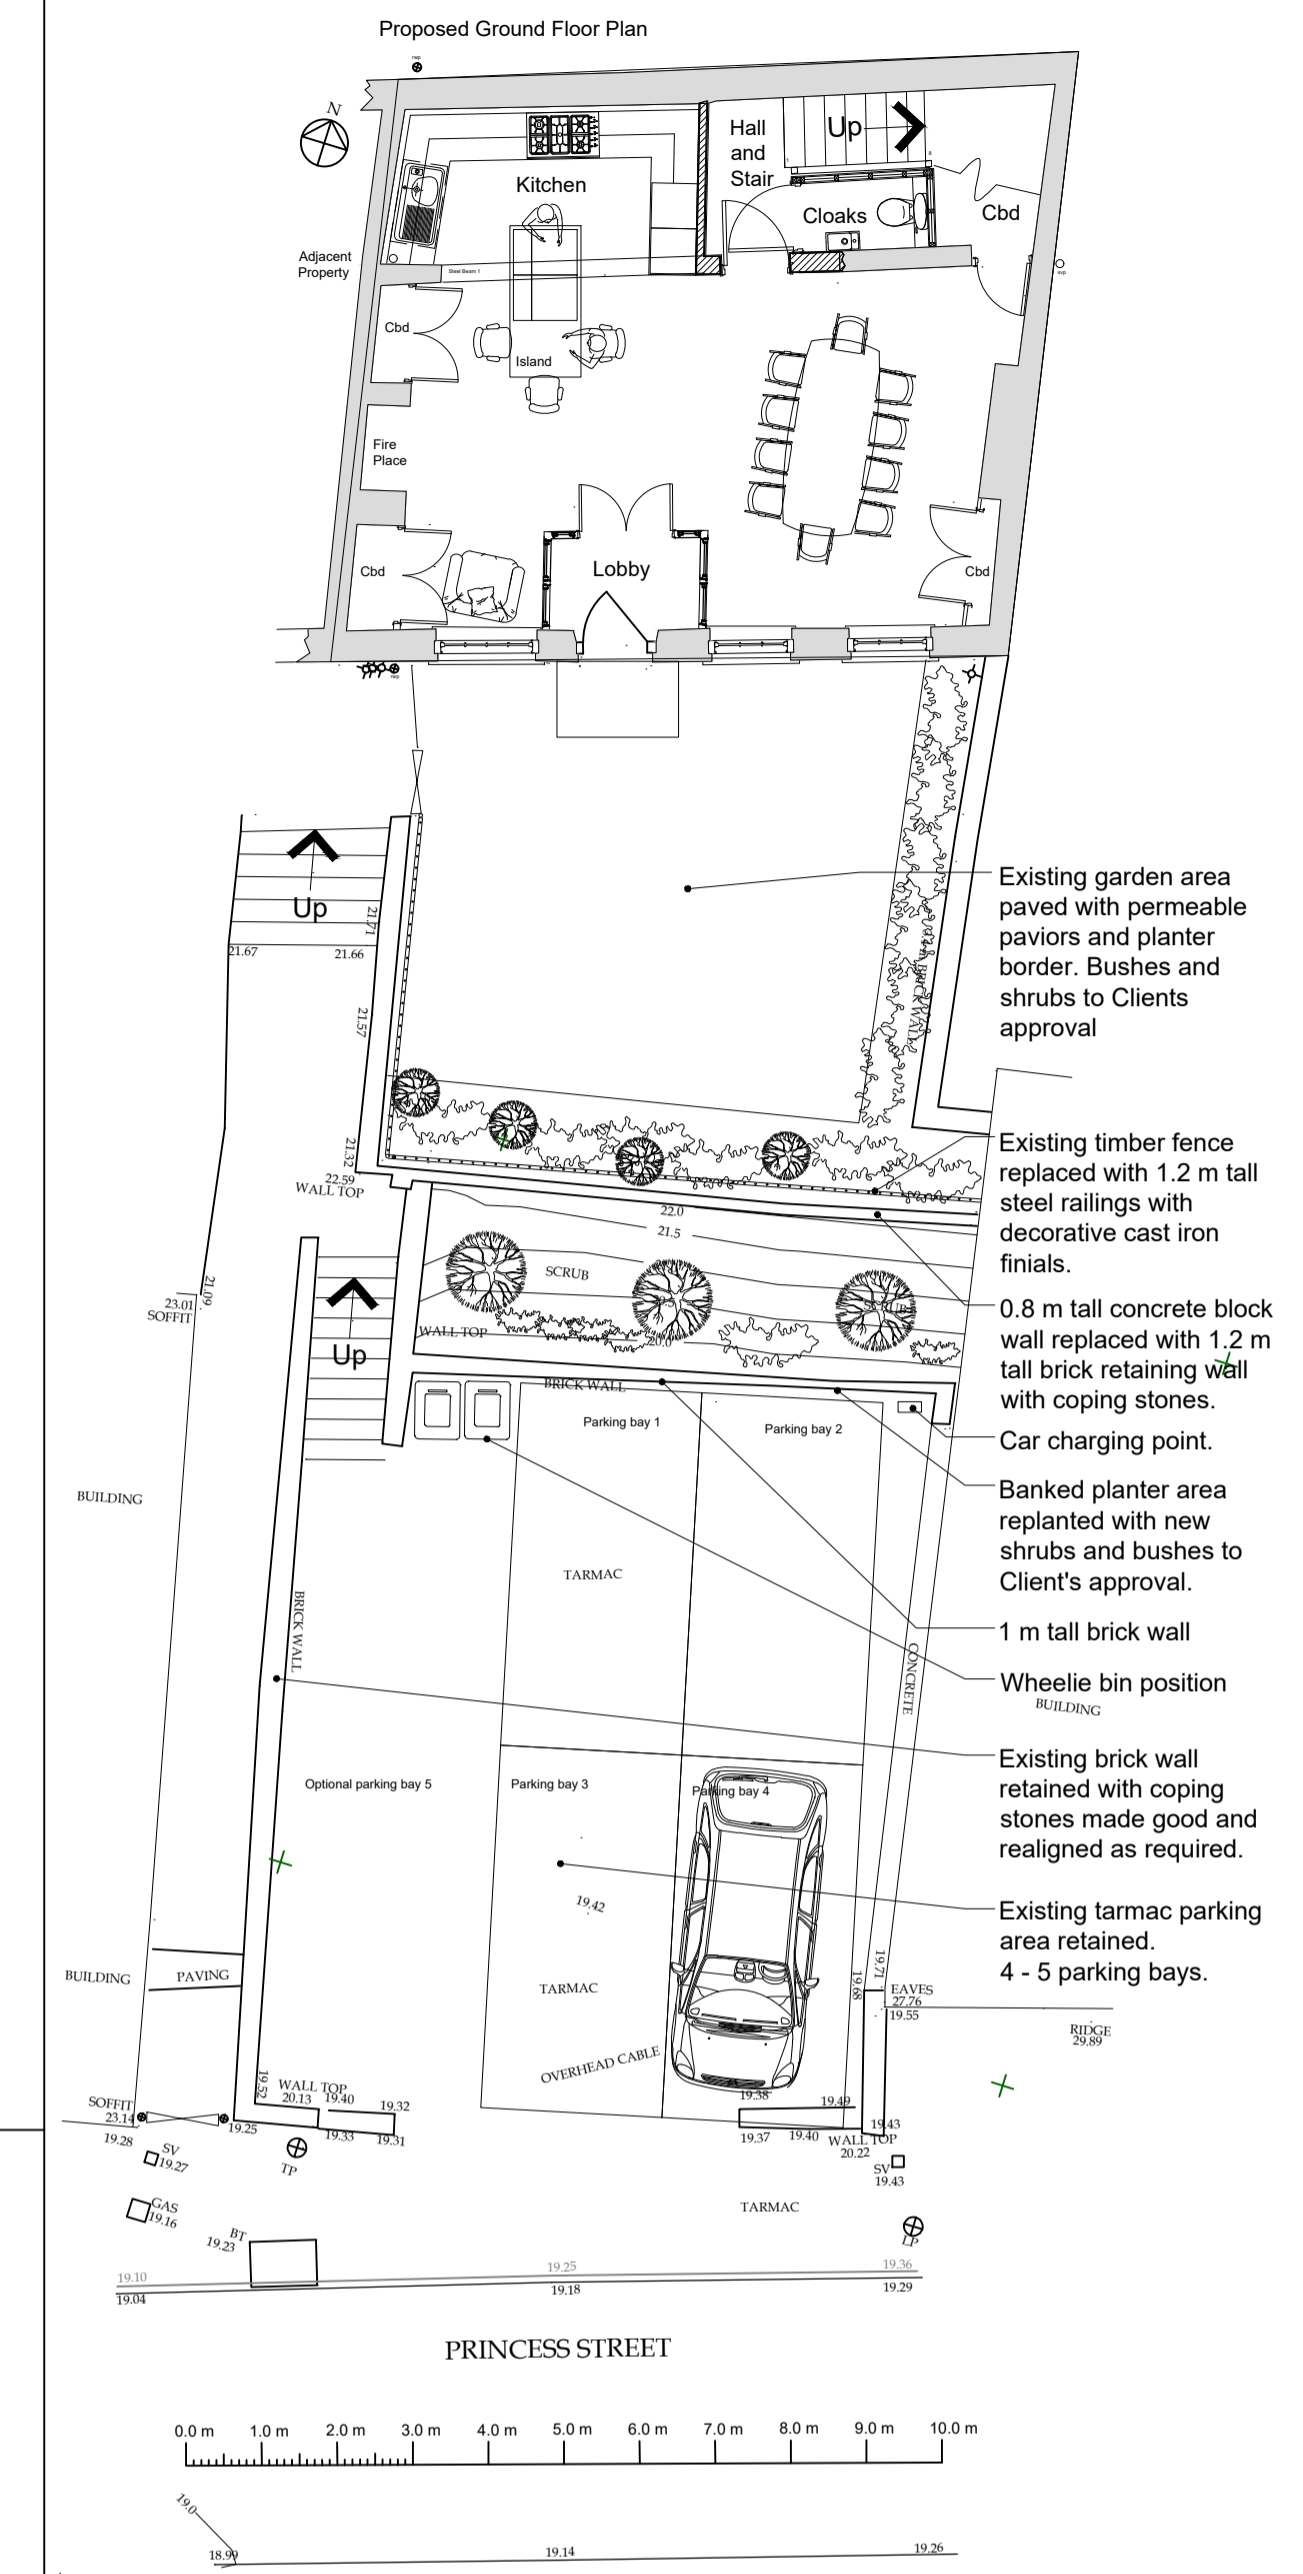 Proposed Ground Floor Plan
rwp
N
Hall
and
Stair
Up
Kitchen
Cloaks
Cbd
Adjacent
Property
Steel Beam 1
svp
Cbd
Island
Fire
Place
Cbd
Lobby
Cbd
rwp
Existing garden area
paved with permeable
paviors and planter
border. Bushes and
shrubs to Clients
approval
Up
21.71
21.67
21.66
21.57
BRICK WALL
21.32
22.59
WALL TOP
Existing timber fence
replaced with 1.2 m tall
steel railings with
decorative cast iron
finials.
22.0
21.5
SCRUB
21.09
23.01
SOFFIT
0.8 m tall concrete block
wall replaced with 1.2 m
tall brick retaining wall
with coping stones.
WALL TOP
20.0
Up
BRICK WALL
Parking bay 1
Parking bay 2
Car charging point.
Banked planter area
replanted with new
shrubs and bushes to
Client's approval.
BUILDING
TARMAC
BRICK WALL
1 m tall brick wall
CONCRETE
Wheelie bin position
BUILDING
Existing brick wall
retained with coping
stones made good and
realigned as required.
Optional parking bay 5
Parking bay 3
Parking bay 4
19.42
Existing tarmac parking
area retained.
4 - 5 parking bays.
BUILDING
PAVING
TARMAC
19.71
19.68
EAVES
27.76
19.55
RIDGE
29.89
OVERHEAD CABLE
19.52
WALL TOP
20.13
19.40
19.32
19.38
19.49
SOFFIT
23.14
19.25
19.33
19.31
19.37
19.40
19.43
WALL TOP
20.22
19.28
SV
19.27
TP
SV
19.43
GAS
19.16
TARMAC
BT
19.23
LP
19.10
19.25
19.36
19.04
19.18
19.29
PRINCESS STREET
0.0 m 1.0 m 2.0 m 3.0 m 4.0 m 5.0 m 6.0 m 7.0 m 8.0 m 9.0 m 10.0 m
19.0
18.99
19.14
19.26